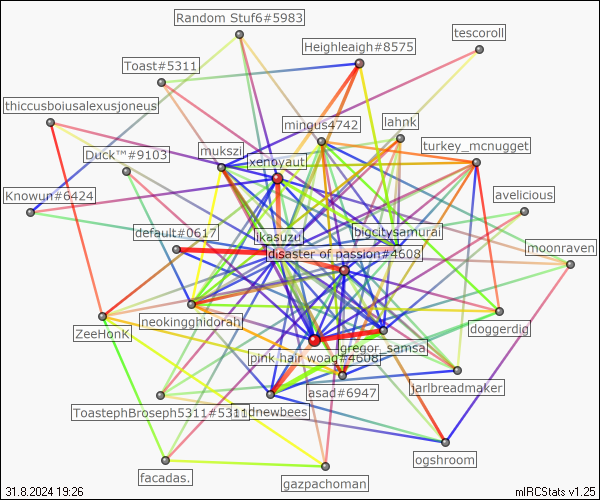 Random Stuf6#5983
tescoroll
Heighleigh#8575
Toast#5311
thiccusboiusalexusjoneus
mingus4742
lahnk
turkey_mcnugget
mukszi
Duck™#9103
xenoyaut
Knowun#6424
avelicious
default#0617
ikasuzu
bigcitysamurai
moonraven
disaster of passion#4608
ZeeHonk
neokingghidorah
doggerdig
gregor_samsa
pink hair woag#4608
asad#6947
jarlbreadmaker
ToastephBroseph5311#5311
dnewbees
ogshroom
facadas.
gazpachoman
31.8.2024 19:26
mIRCStats v1.25